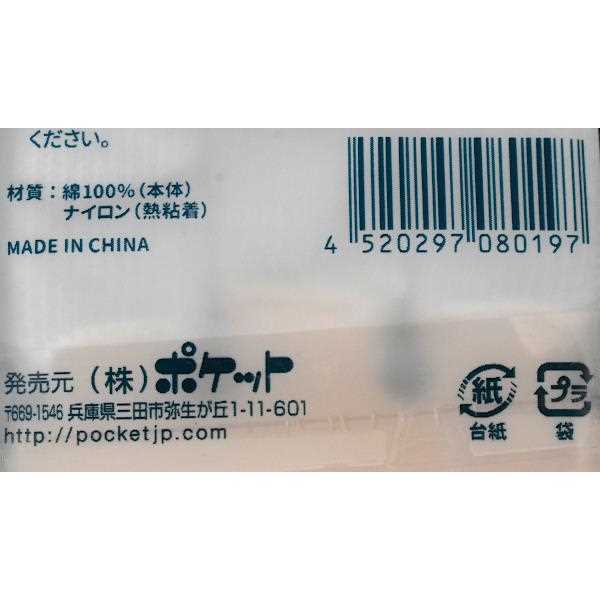 ください。
材質：綿100％（本体）
ナイロン（熱粘着）
MADE IN CHINA
4 520297 080197
発売元（株）ポケット
〒669-1546 兵庫県三田市弥生が丘1-11-601
http://pocketjp.com
紙
台紙
プラ
袋